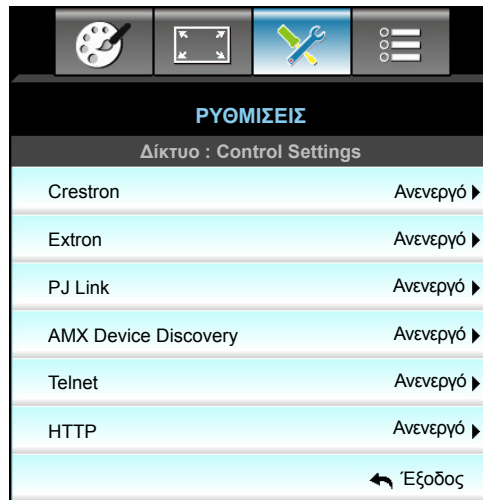 ΡΥΘΜΙΣΕΙΣ
Δίκτυο : Control Settings
Crestron Ανενεργό
Extron Ανενεργό
PJ Link Ανενεργό
AMX Device Discovery Ανενεργό
Telnet Ανενεργό
HTTP Ανενεργό
Έξοδος